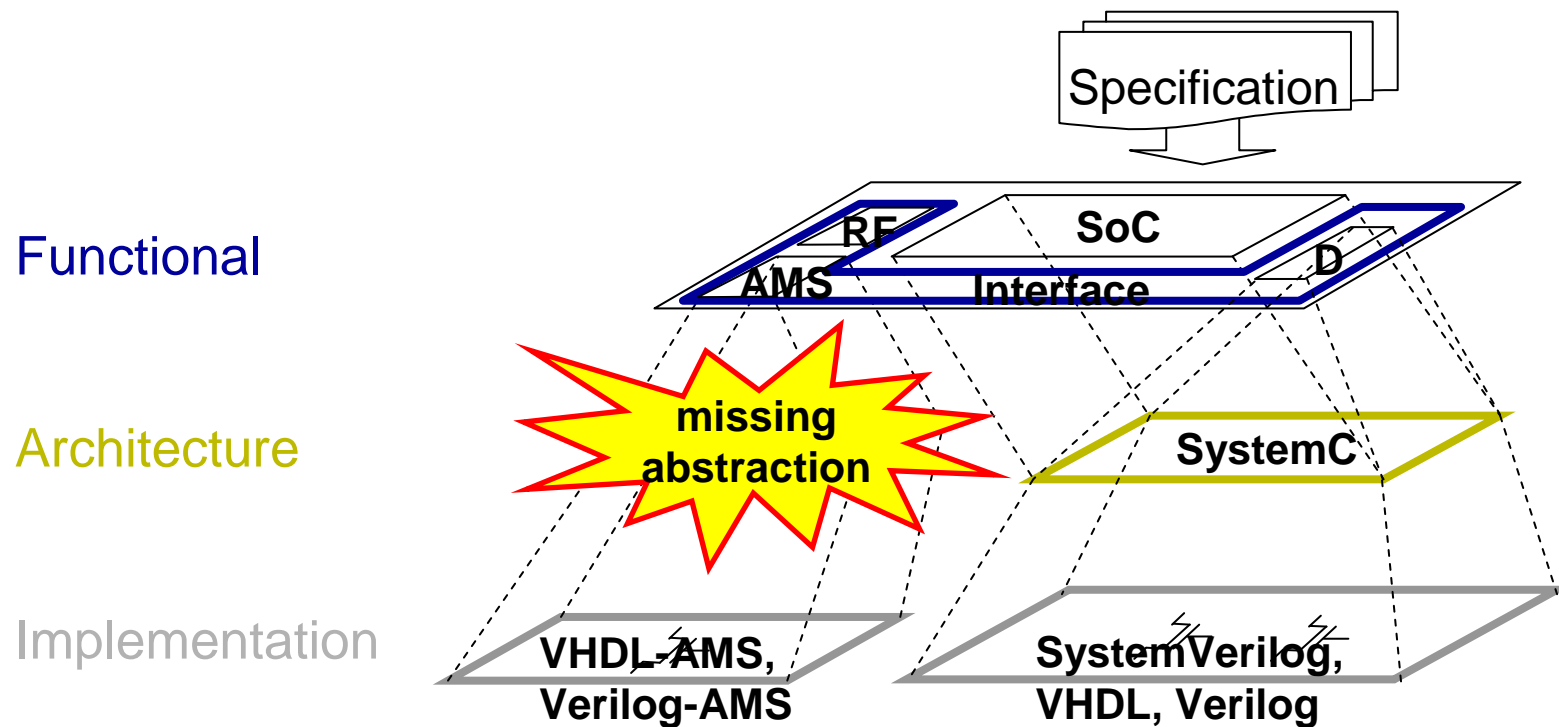 Specification
Functional
RF
SoC
D
AMS
Interface
missing
abstraction
Architecture
SystemC
Implementation
VHDL-AMS,
Verilog-AMS
SystemVerilog,
VHDL, Verilog